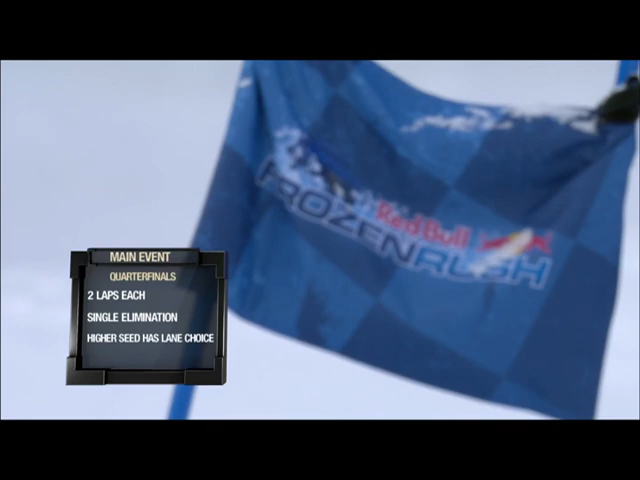 Red Bull
FROZEN RUSH
MAIN EVENT
QUARTERFINALS
2 LAPS EACH
SINGLE ELIMINATION
HIGHER SEED HAS LANE CHOICE